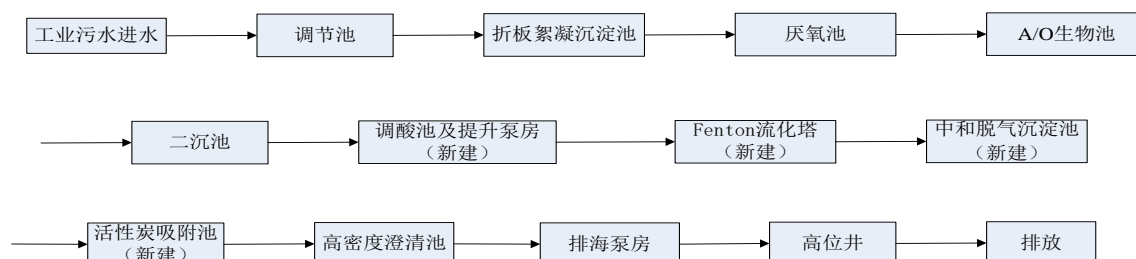 工业污水进水
调节池
折板絮凝沉淀池
厌氧池
A/O生物池
二沉池
调酸池及提升泵房
（新建）
Fenton流化塔
（新建）
中和脱气沉淀池
（新建）
活性炭吸附池
（新建）
高密度澄清池
排海泵房
高位井
排放